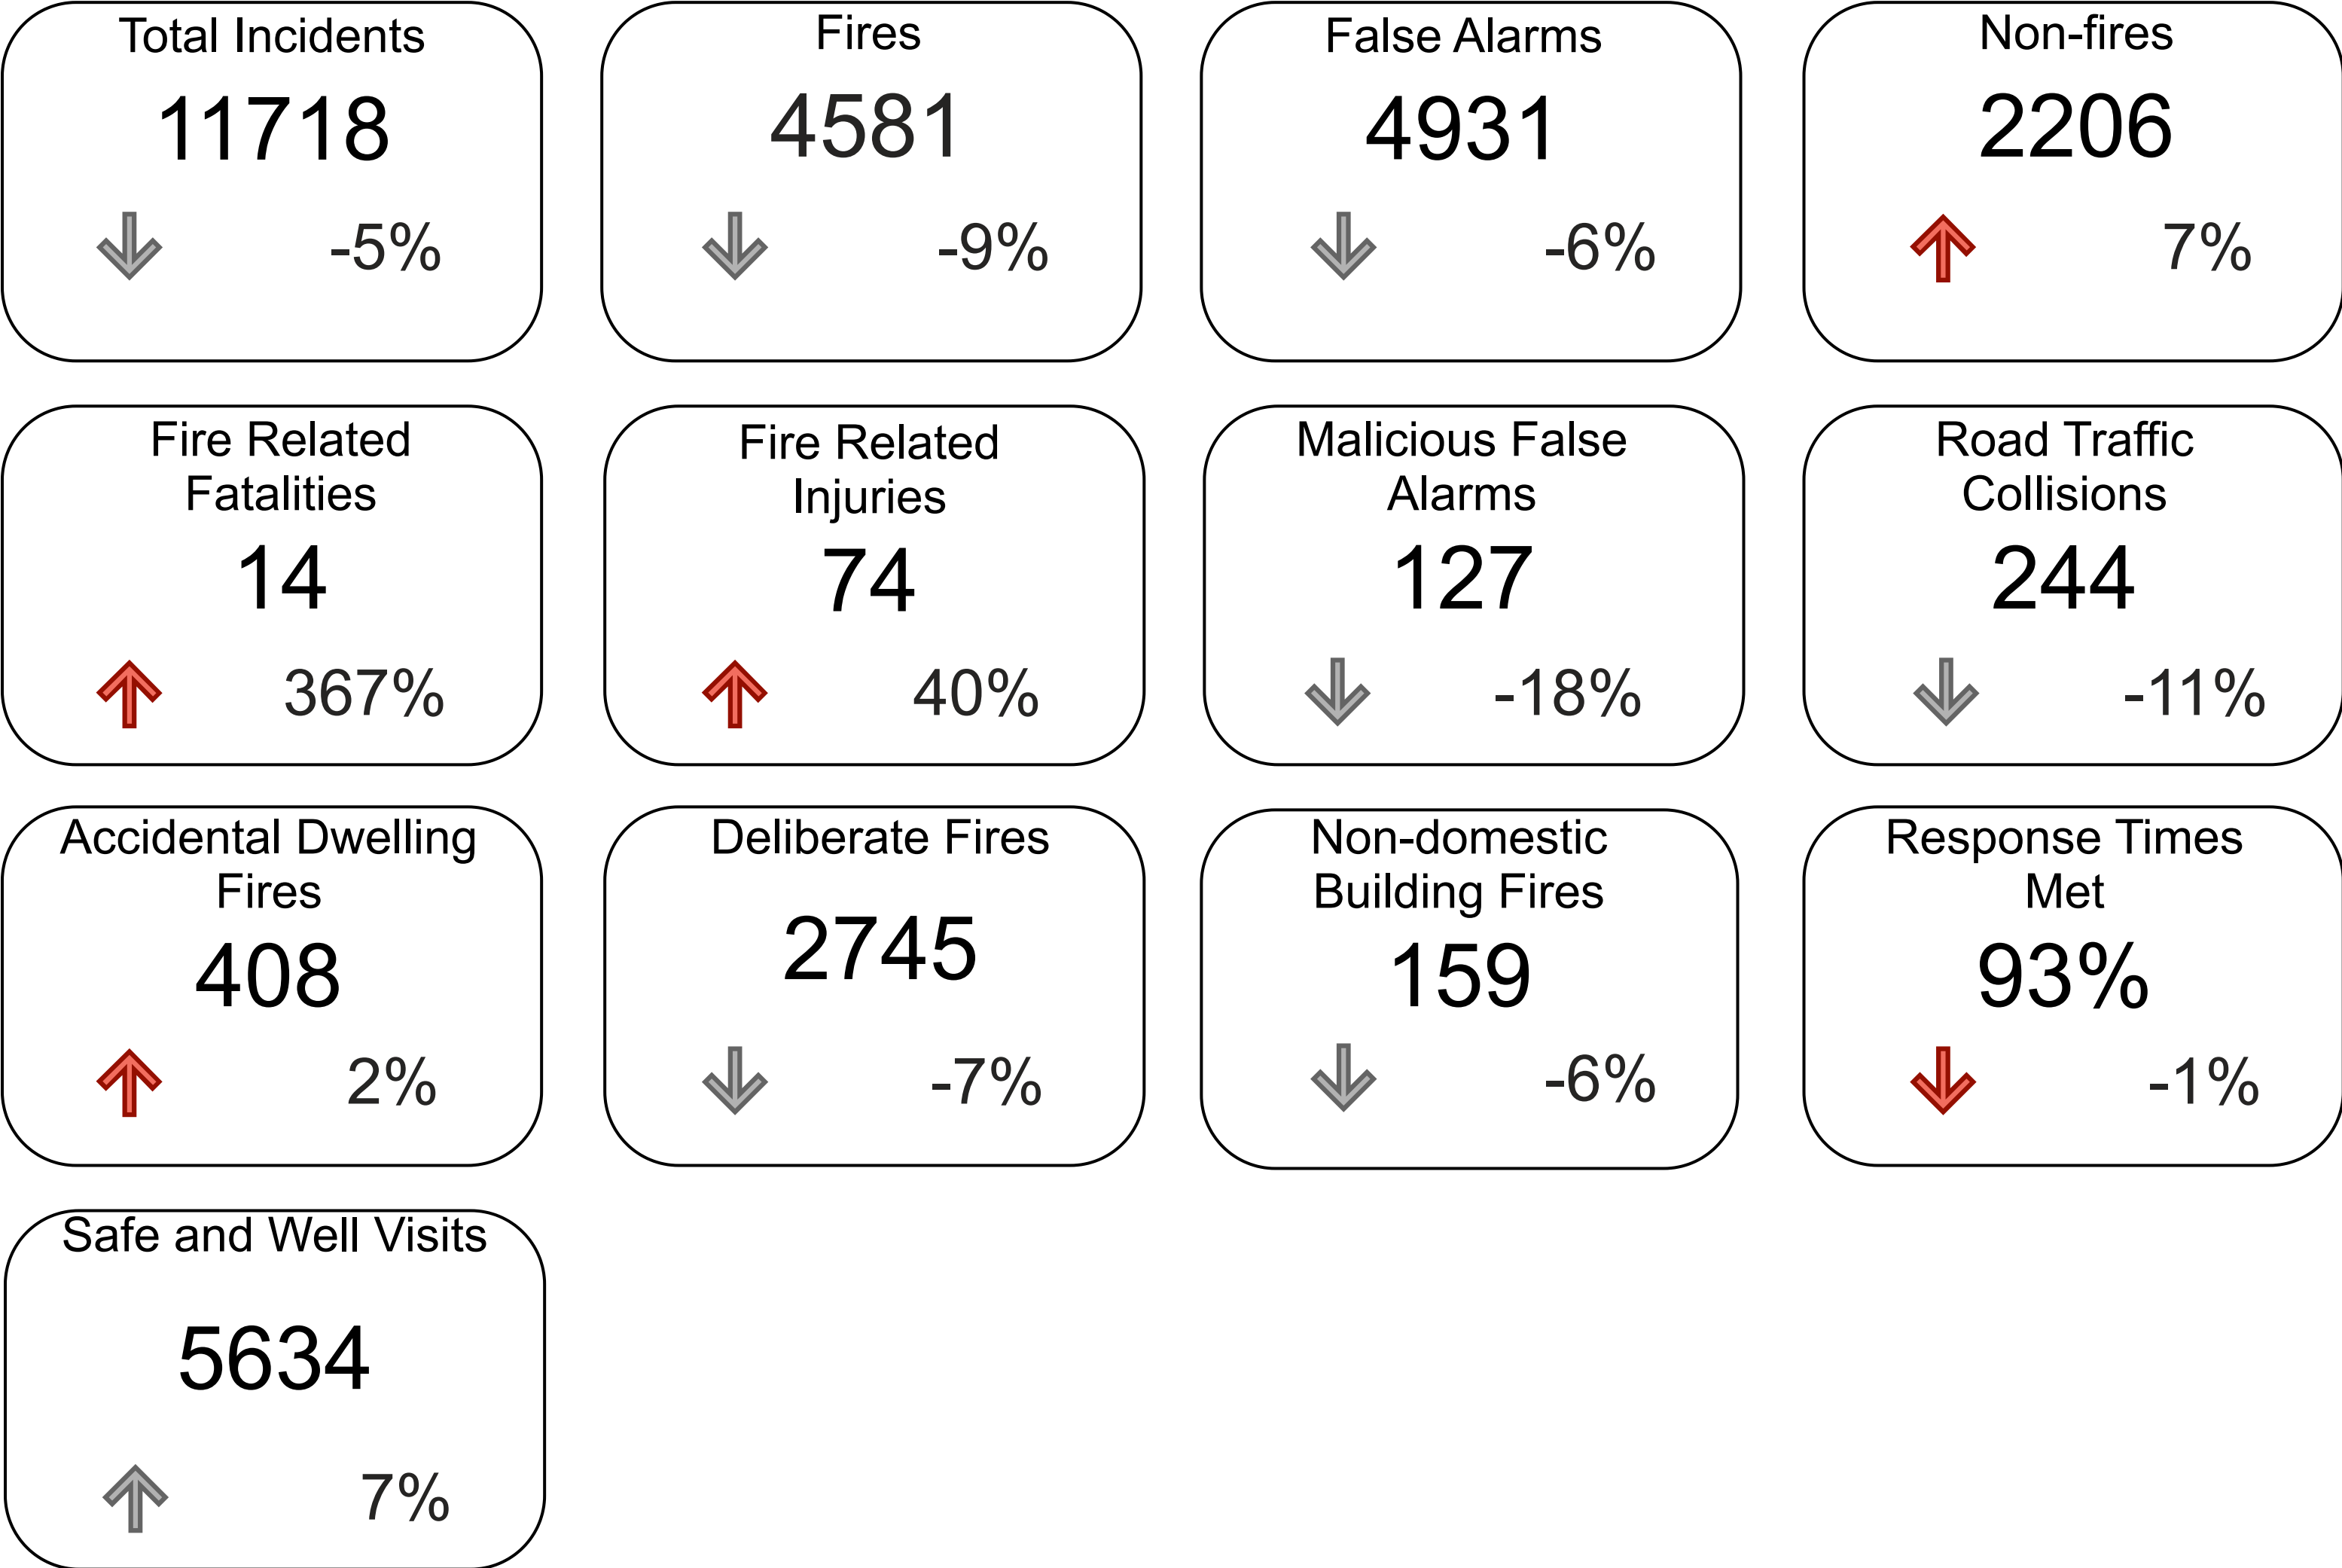 Total Incidents
11718
-5%
Fires
4581
-9%
False Alarms
4931
-6%
Non-fires
2206
7%
Fire Related
Fatalities
14
367%
Fire Related
Injuries
74
40%
Malicious False
Alarms
127
-18%
Road Traffic
Collisions
244
-11%
Accidental Dwelling
Fires
408
2%
Deliberate Fires
2745
-7%
Non-domestic
Building Fires
159
-6%
Response Times
Met
93%
-1%
Safe and Well Visits
5634
7%